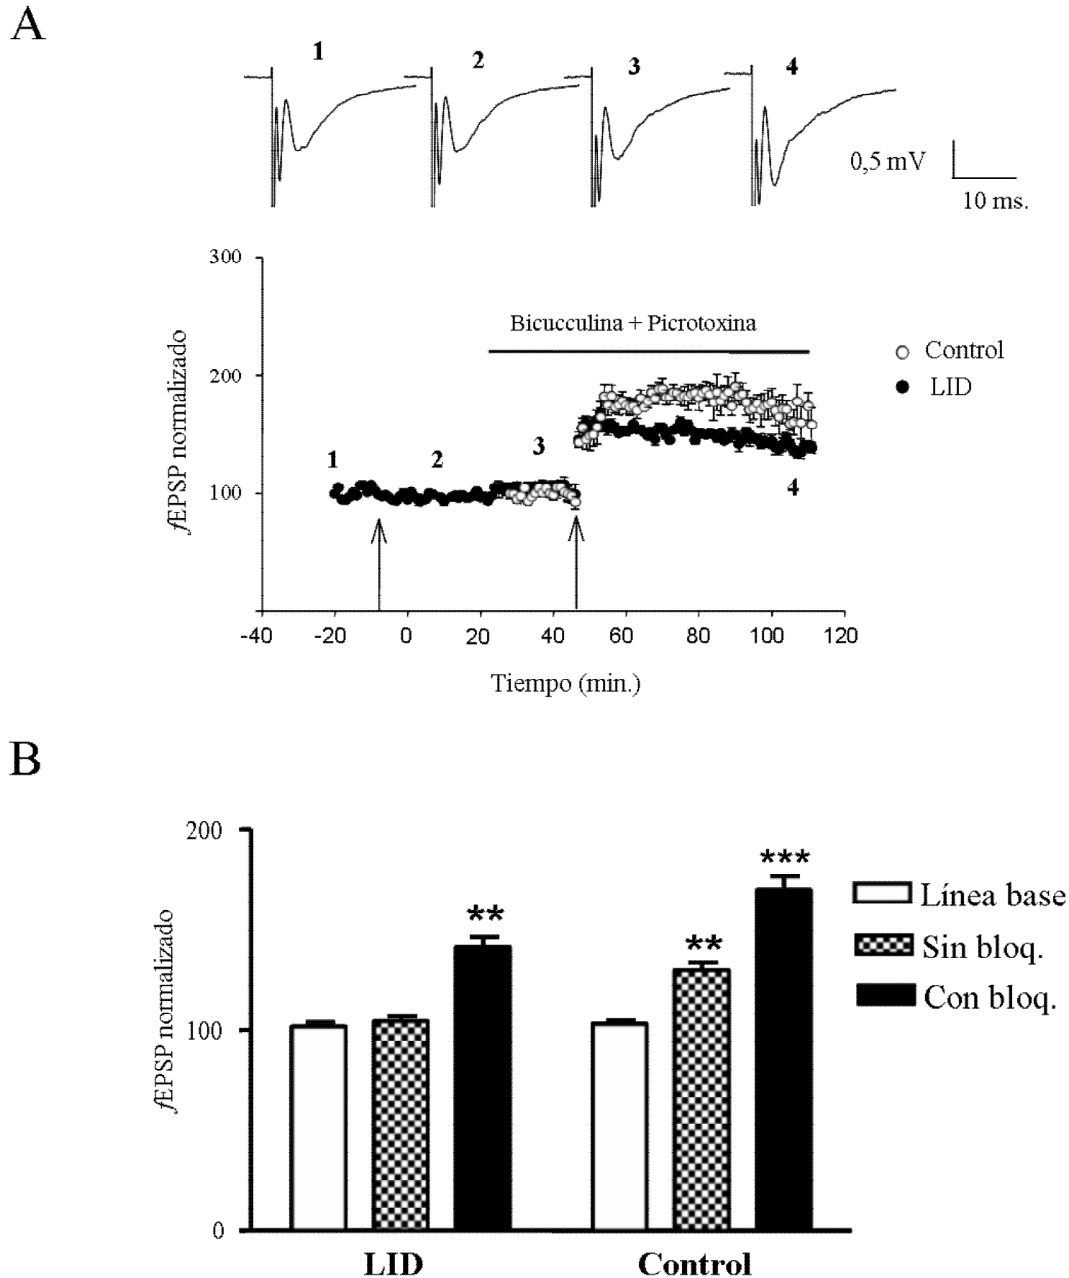 A
1 2 3 4
0,5 mV
10 ms.
300
200
100
fEPSP normalizado
Bicucculina + Picrotoxina
Control
LID
1 2 3
4
-40 -20 0 20 40 60 80 100 120
Tiempo (min.)
B
200
100
0
fEPSP normalizado
**
**
***
Línea base
Sin bloq.
Con bloq.
LID Control